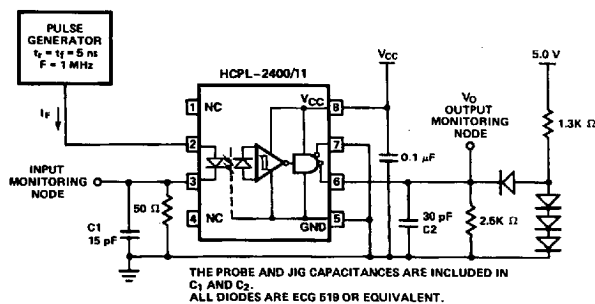 PULSE
GENERATOR
tr = tf = 5 ns
F = 1 MHz
IF
HCPL-2400/11
1 NC
2
3
4 NC
VCC 8
7
6
5
GND
VCC
0.1 µF
INPUT
MONITORING
NODE
C1
15 pF
50 Ω
VO
OUTPUT
MONITORING
NODE
30 pF
C2
2.5K Ω
5.0 V
1.3K Ω
THE PROBE AND JIG CAPACITANCES ARE INCLUDED IN
C1 AND C2.
ALL DIODES ARE ECG 519 OR EQUIVALENT.